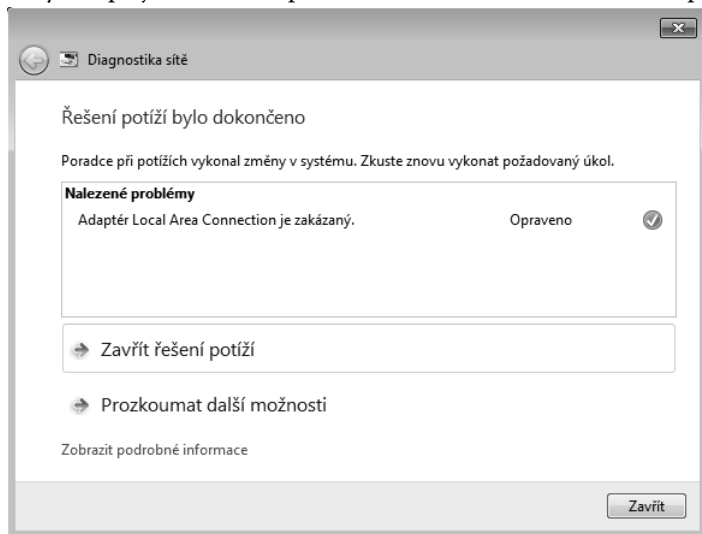 Diagnostika sítě
Řešení potíží bylo dokončeno
Poradce při potížích vykonal změny v systému. Zkuste znovu vykonat požadovaný úkol.
Nalezené problémy
Adaptér Local Area Connection je zakázaný. Opraveno
Zavřít řešení potíží
Prozkoumat další možnosti
Zobrazit podrobné informace
Zavřít